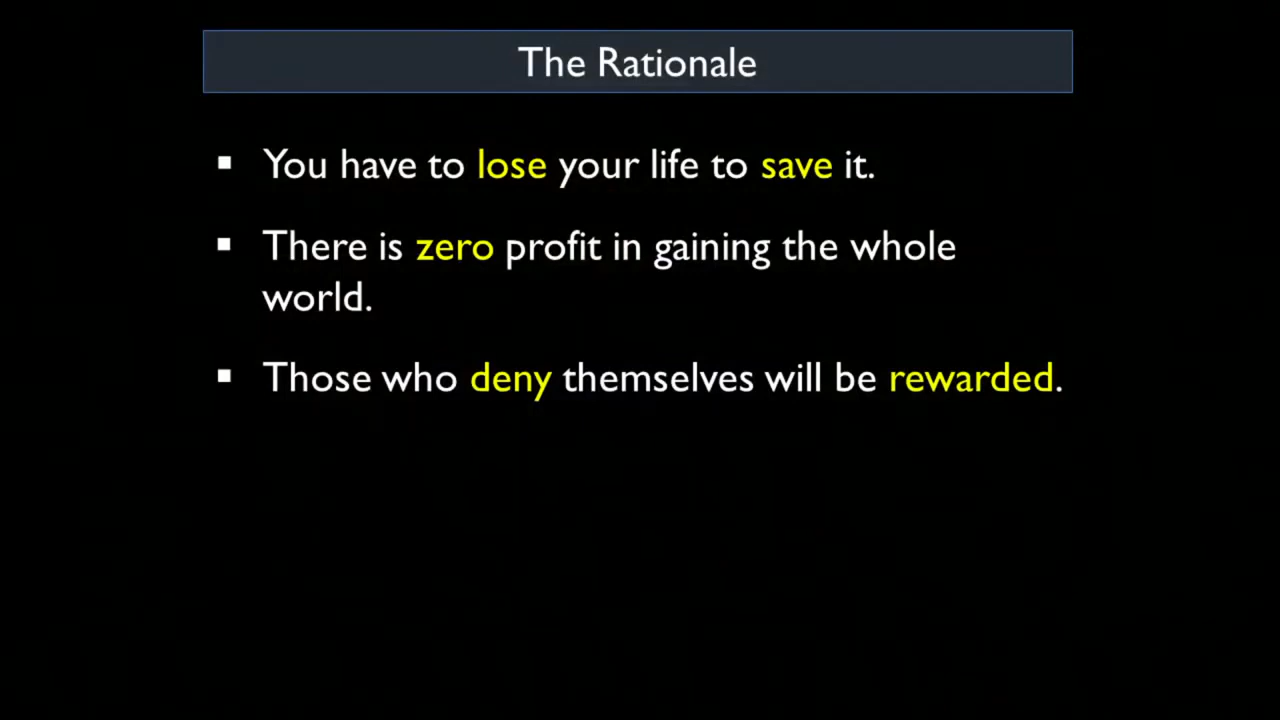 The Rationale
▪ You have to lose your life to save it.
▪ There is zero profit in gaining the whole
world.
▪ Those who deny themselves will be rewarded.